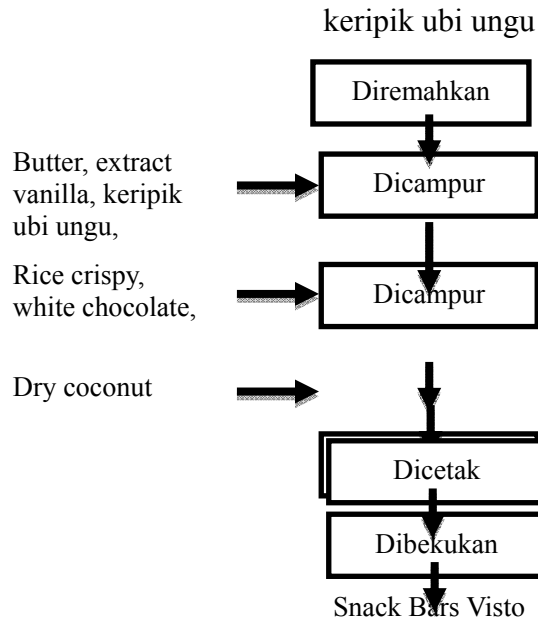 keripik ubi ungu
Diremahkan
Butter, extract
vanilla, keripik
ubi ungu,
Dicampur
Rice crispy,
white chocolate,
Dicampur
Dry coconut
Dicetak
Dibekukan
Snack Bars Visto